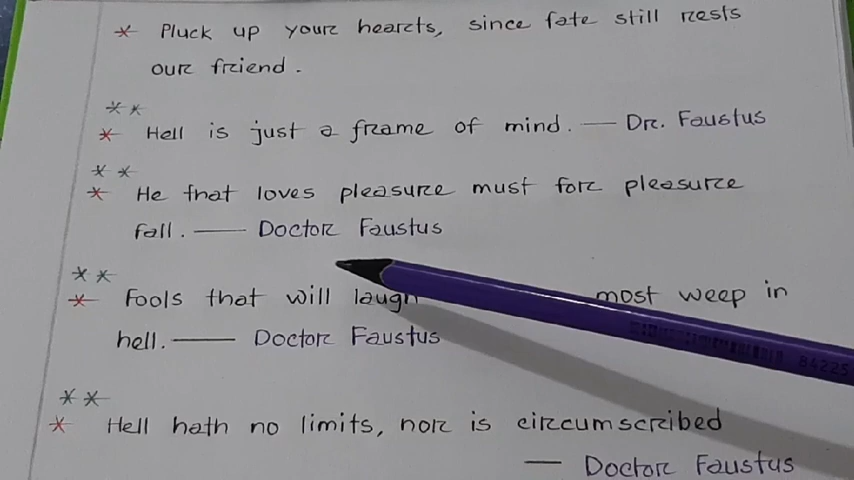 * Pluck up your hearts, since fate still rests
our friend.
**
* Hell is just a frame of mind. — Dr. Faustus
**
* He that loves pleasure must for pleasure
fall. — Doctor Faustus
**
* Fools that will laugh most weep in
hell. — Doctor Faustus
**
* Hell hath no limits, nor is circumscribed
— Doctor Faustus
84225